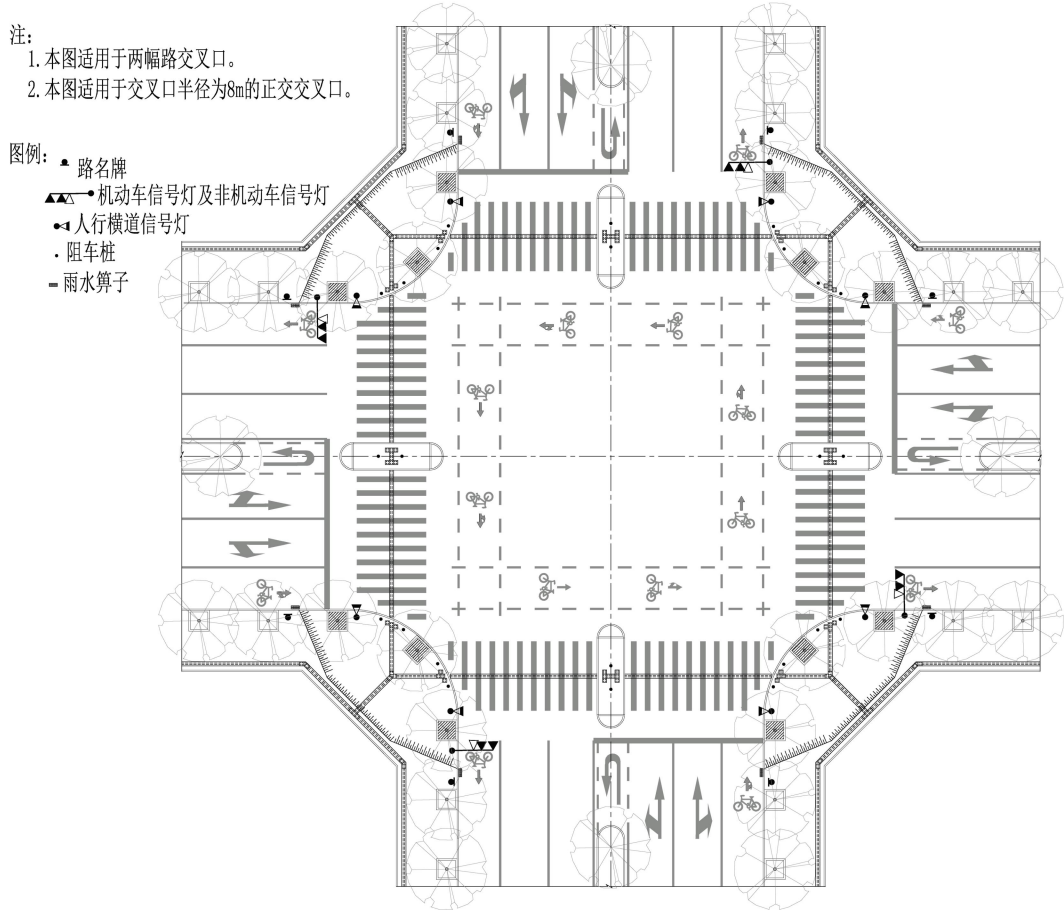 注：
1. 本图适用于两幅路交叉口。
2. 本图适用于交叉口半径为8m的正交交叉口。
图例：
路名牌
机动车信号灯及非机动车信号灯
人行横道信号灯
阻车桩
雨水箅子